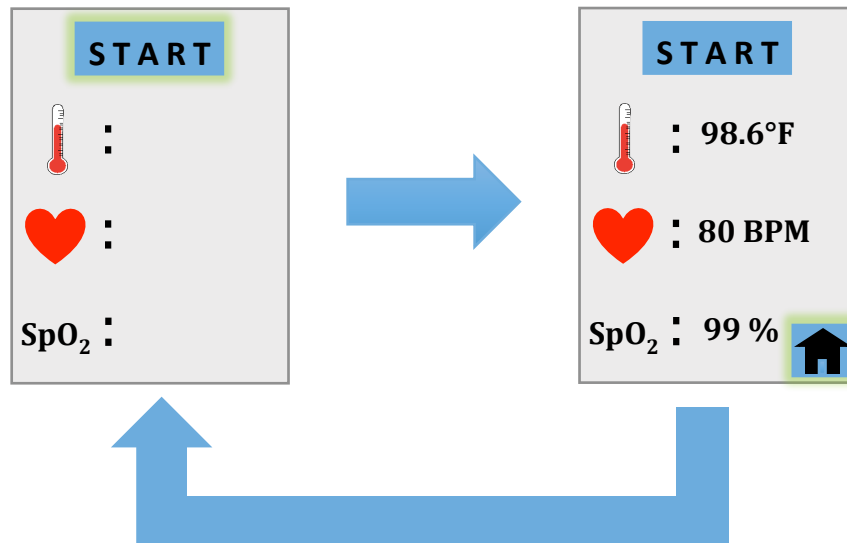 START
:
:
SpO₂ :
START
: 98.6°F
: 80 BPM
SpO₂ : 99 %